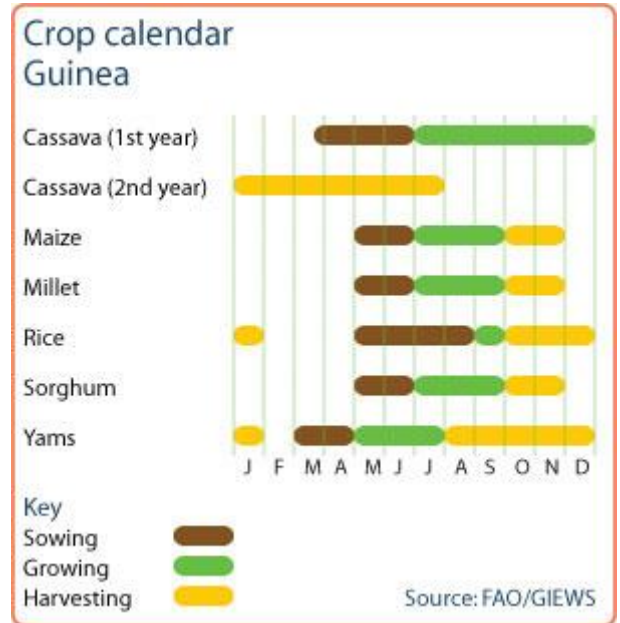 Crop calendar
Guinea
Cassava (1st year)
Cassava (2nd year)
Maize
Millet
Rice
Sorghum
Yams
J F M A M J J A S O N D
Key
Sowing
Growing
Harvesting
Source: FAO/GIEWS